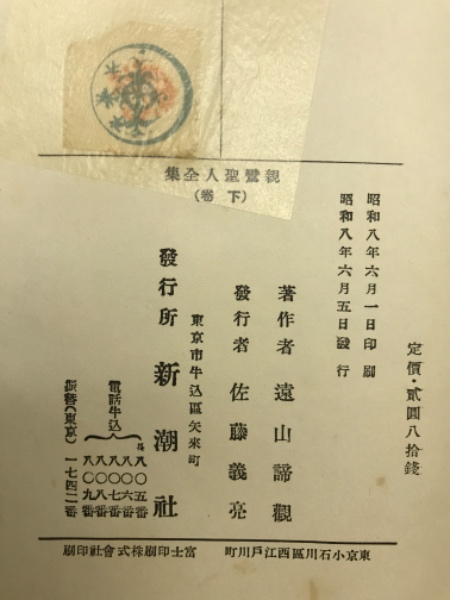 定價・貳圓八拾錢
親鸞聖人全集
(下卷)
昭和八年六月一日印刷
昭和八年六月五日發行
著作者 遠山諦觀
發行者 佐藤義亮
東京市牛込區矢來町
發行所 新潮社
電話牛込
八〇五番
八〇六番
八〇七番
八〇八番
八〇九番
振替(東京)一七四二番
東京小石川區西江戸川町 富士印刷株式會社印刷